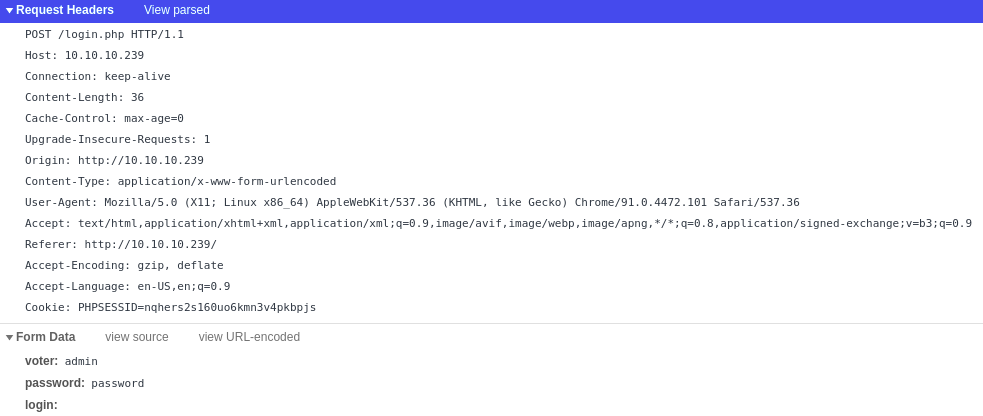 Request Headers View parsed
POST /login.php HTTP/1.1
Host: 10.10.10.239
Connection: keep-alive
Content-Length: 36
Cache-Control: max-age=0
Upgrade-Insecure-Requests: 1
Origin: http://10.10.10.239
Content-Type: application/x-www-form-urlencoded
User-Agent: Mozilla/5.0 (X11; Linux x86_64) AppleWebKit/537.36 (KHTML, like Gecko) Chrome/91.0.4472.101 Safari/537.36
Accept: text/html,application/xhtml+xml,application/xml;q=0.9,image/avif,image/webp,image/apng,*/*;q=0.8,application/signed-exchange;v=b3;q=0.9
Referer: http://10.10.10.239/
Accept-Encoding: gzip, deflate
Accept-Language: en-US,en;q=0.9
Cookie: PHPSESSID=nqhers2s160uo6kmn3v4pkbpjs
Form Data view source view URL-encoded
voter: admin
password: password
login: